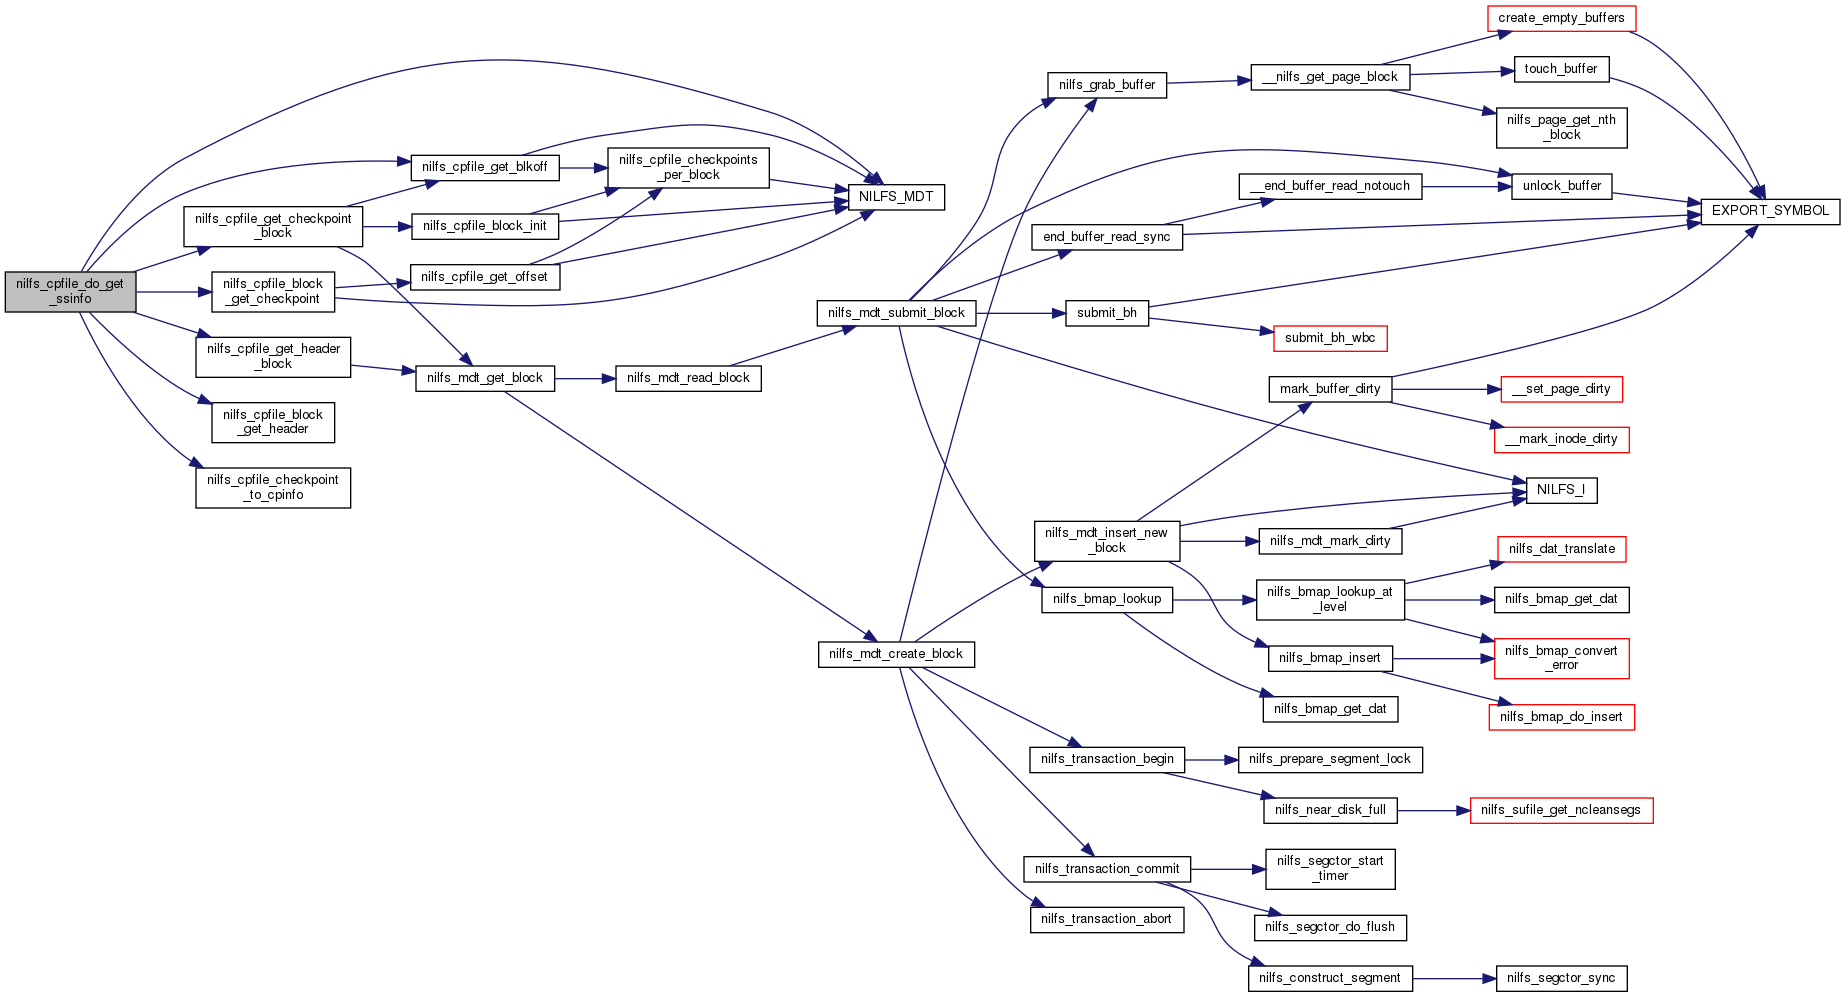 nilfs_cpfile_do_get
_ssinfo
nilfs_cpfile_get_checkpoint
_block
nilfs_cpfile_block
_get_checkpoint
nilfs_cpfile_get_header
_block
nilfs_cpfile_block
_get_header
nilfs_cpfile_checkpoint
_to_cpinfo
nilfs_cpfile_get_blkoff
nilfs_cpfile_block_init
nilfs_cpfile_get_offset
nilfs_mdt_get_block
nilfs_cpfile_checkpoints
_per_block
nilfs_mdt_read_block
NILFS_MDT
nilfs_mdt_submit_block
nilfs_mdt_create_block
nilfs_grab_buffer
end_buffer_read_sync
submit_bh
nilfs_mdt_insert_new
_block
nilfs_bmap_lookup
nilfs_transaction_begin
nilfs_transaction_commit
nilfs_transaction_abort
__nilfs_get_page_block
__end_buffer_read_notouch
submit_bh_wbc
mark_buffer_dirty
nilfs_mdt_mark_dirty
nilfs_bmap_lookup_at
_level
nilfs_bmap_insert
nilfs_bmap_get_dat
nilfs_prepare_segment_lock
nilfs_near_disk_full
nilfs_segctor_start
_timer
nilfs_segctor_do_flush
nilfs_construct_segment
create_empty_buffers
touch_buffer
nilfs_page_get_nth
_block
unlock_buffer
__set_page_dirty
__mark_inode_dirty
NILFS_I
nilfs_dat_translate
nilfs_bmap_get_dat
nilfs_bmap_convert
_error
nilfs_bmap_do_insert
nilfs_sufile_get_ncleansegs
nilfs_segctor_sync
EXPORT_SYMBOL